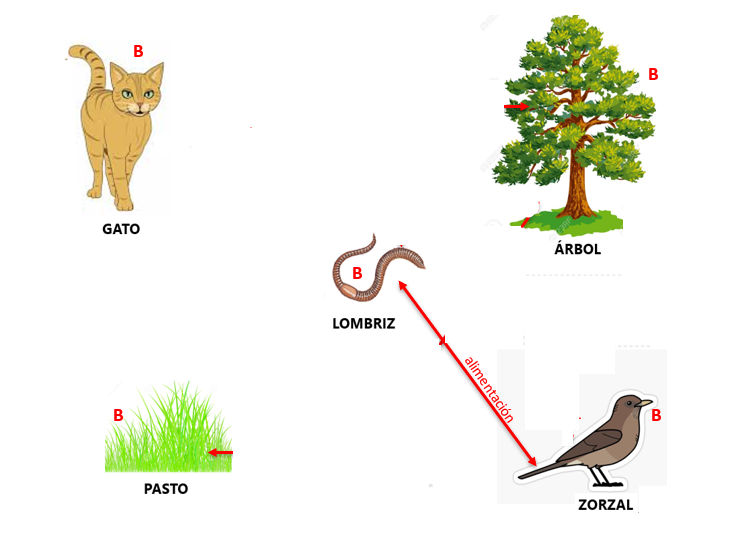 B
B
GATO
ÁRBOL
B
LOMBRIZ
alimentación
B
B
PASTO
ZORZAL